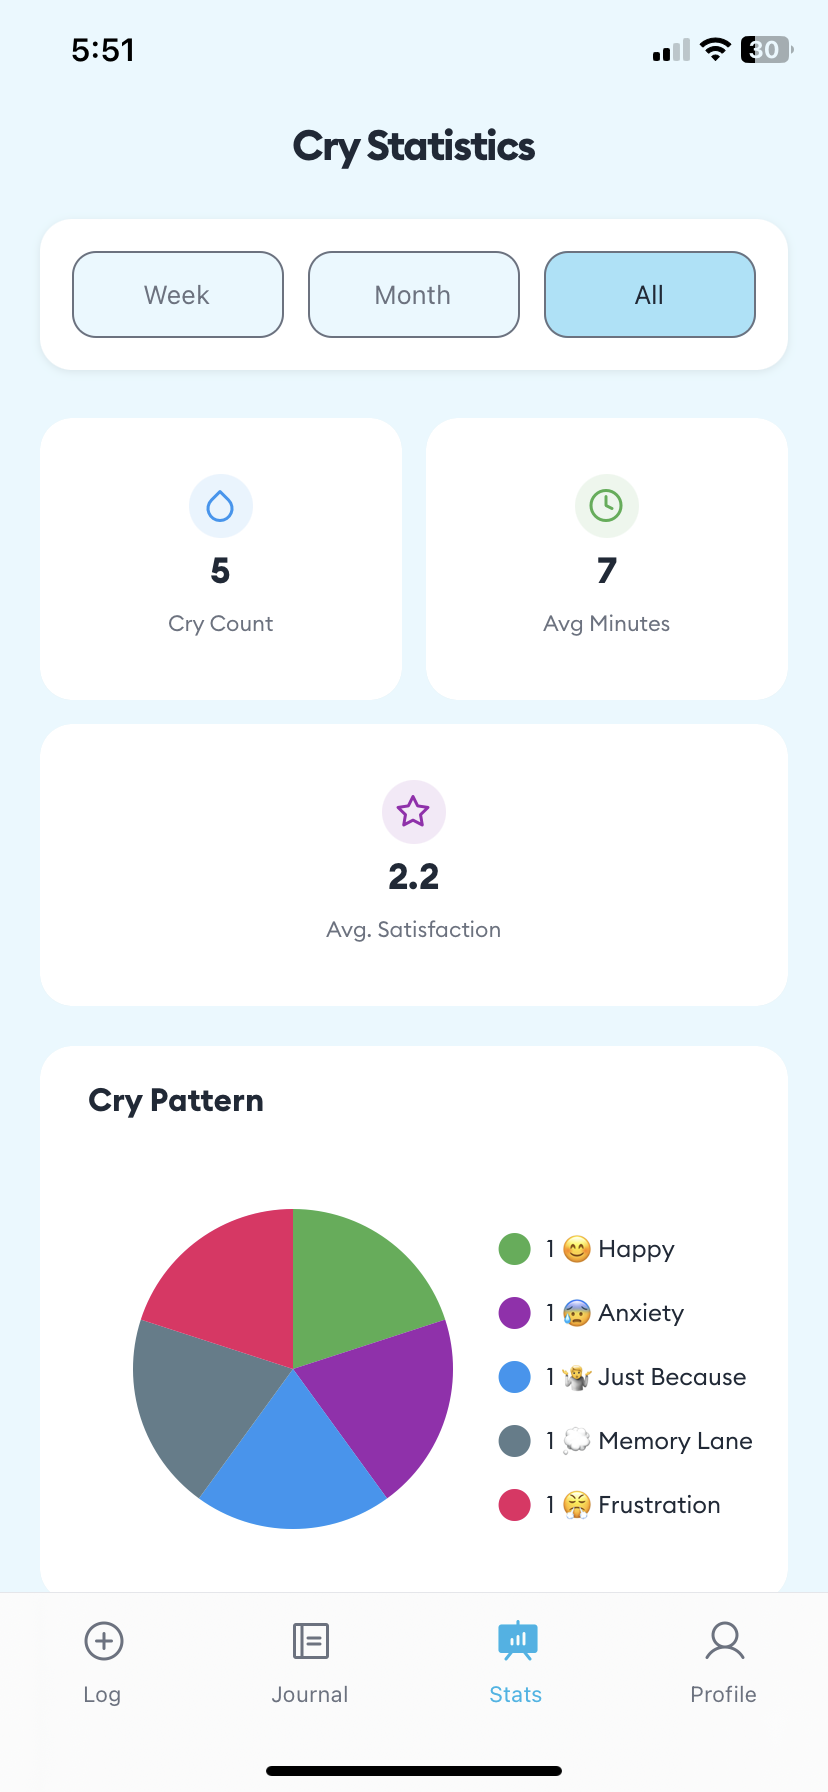 5:51
30
Cry Statistics
Week Month All
5
Cry Count
7
Avg Minutes
2.2
Avg. Satisfaction
Cry Pattern
1 😊 Happy
1 😰 Anxiety
1 🤷 Just Because
1 💭 Memory Lane
1 😤 Frustration
Log Journal Stats Profile